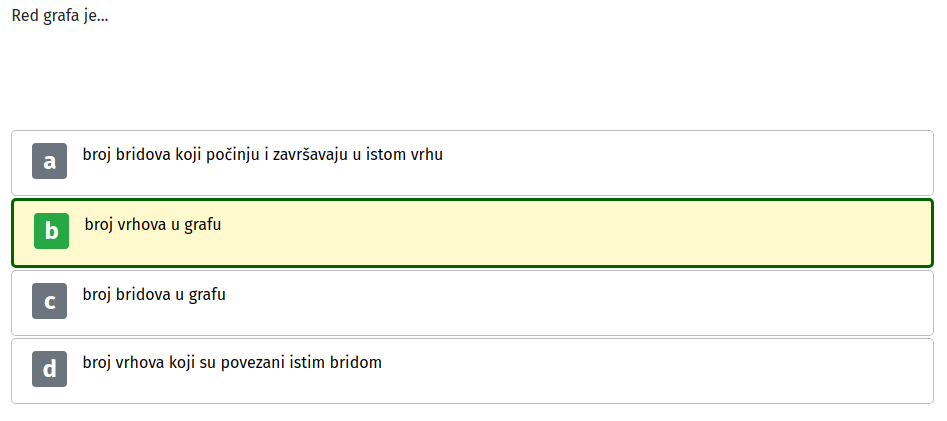 Red grafa je...
a broj bridova koji počinju i završavaju u istom vrhu
b broj vrhova u grafu
c broj bridova u grafu
d broj vrhova koji su povezani istim bridom